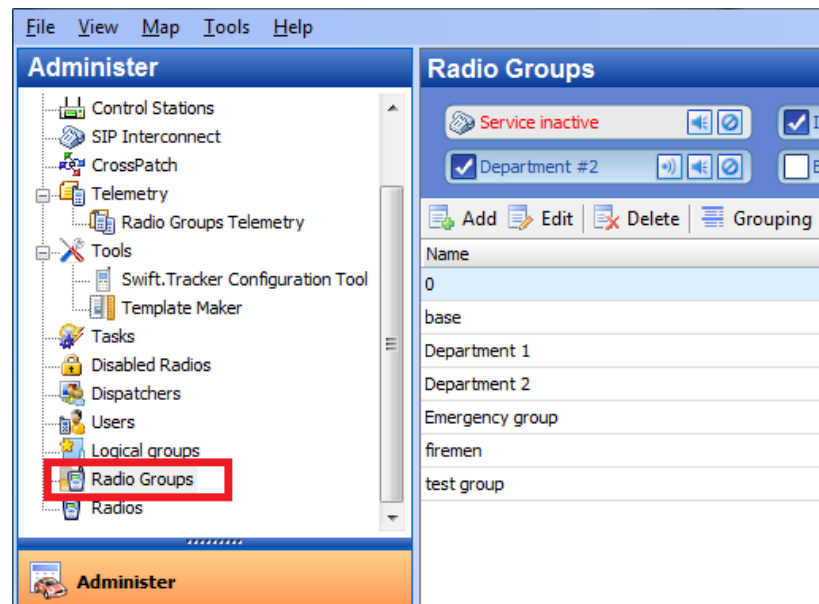 File View Map Tools Help
Administer
Control Stations
SIP Interconnect
CrossPatch
Telemetry
Radio Groups Telemetry
Tools
Swift.Tracker Configuration Tool
Template Maker
Tasks
Disabled Radios
Dispatchers
Users
Logical groups
Radio Groups
Radios
Administer
Radio Groups
Service inactive
Department #2
Add Edit Delete Grouping
Name
0
base
Department 1
Department 2
Emergency group
firemen
test group